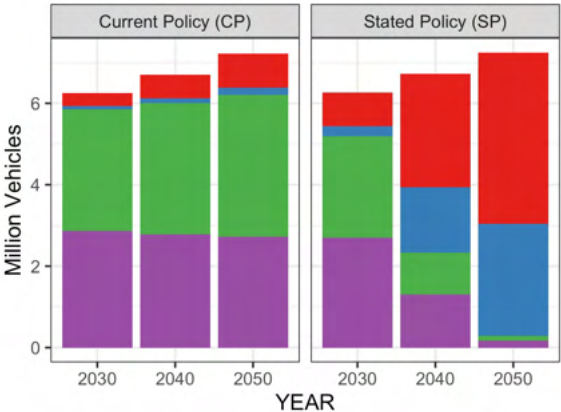 Current Policy (CP)
Stated Policy (SP)
Million Vehicles
6
4
2
0
2030
2040
2050
2030
2040
2050
YEAR